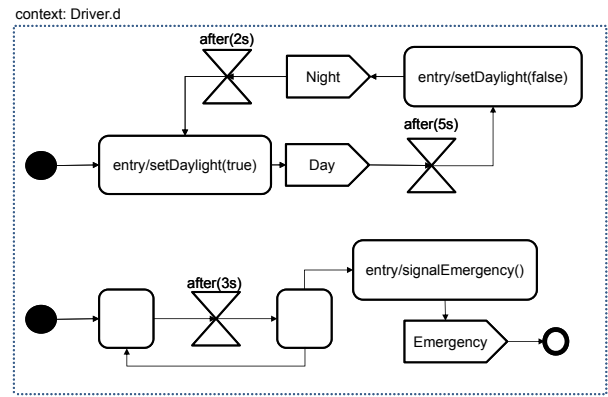 context: Driver.d
after(2s)
Night
entry/setDaylight(false)
after(5s)
entry/setDaylight(true)
Day
after(3s)
entry/signalEmergency()
Emergency